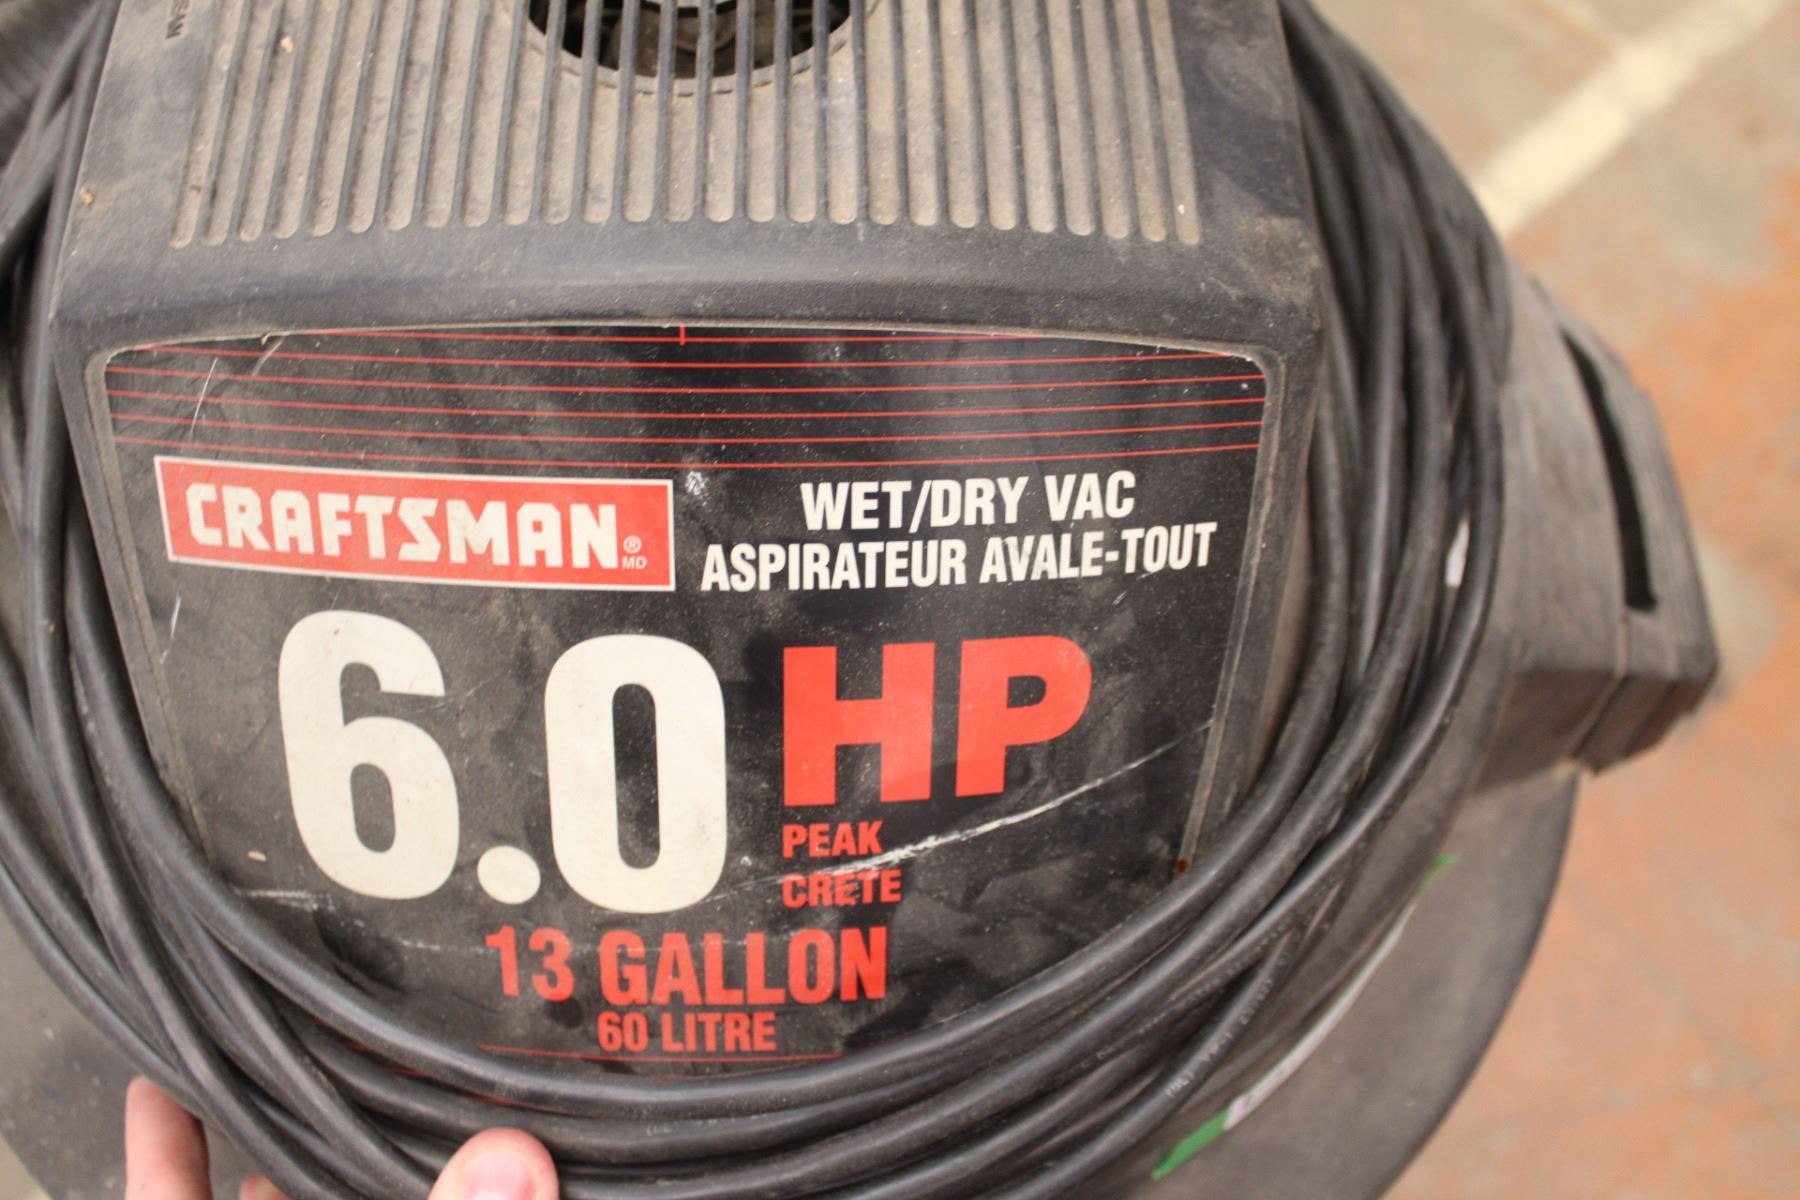 CRAFTSMAN® MD
WET/DRY VAC
ASPIRATEUR AVALE-TOUT
6.0 HP
PEAK
CRETE
13 GALLON
60 LITRE